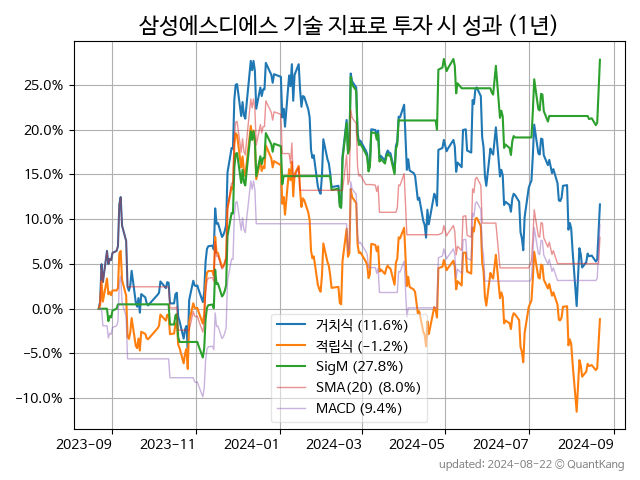 삼성에스디에스 기술 지표로 투자 시 성과 (1년)
25.0%
20.0%
15.0%
10.0%
5.0%
0.0%
−5.0%
−10.0%
거치식 (11.6%)
적립식 (−1.2%)
SigM (27.8%)
SMA(20) (8.0%)
MACD (9.4%)
2023-09 2023-11 2024-01 2024-03 2024-05 2024-07 2024-09
updated: 2024-08-22 © QuantKang